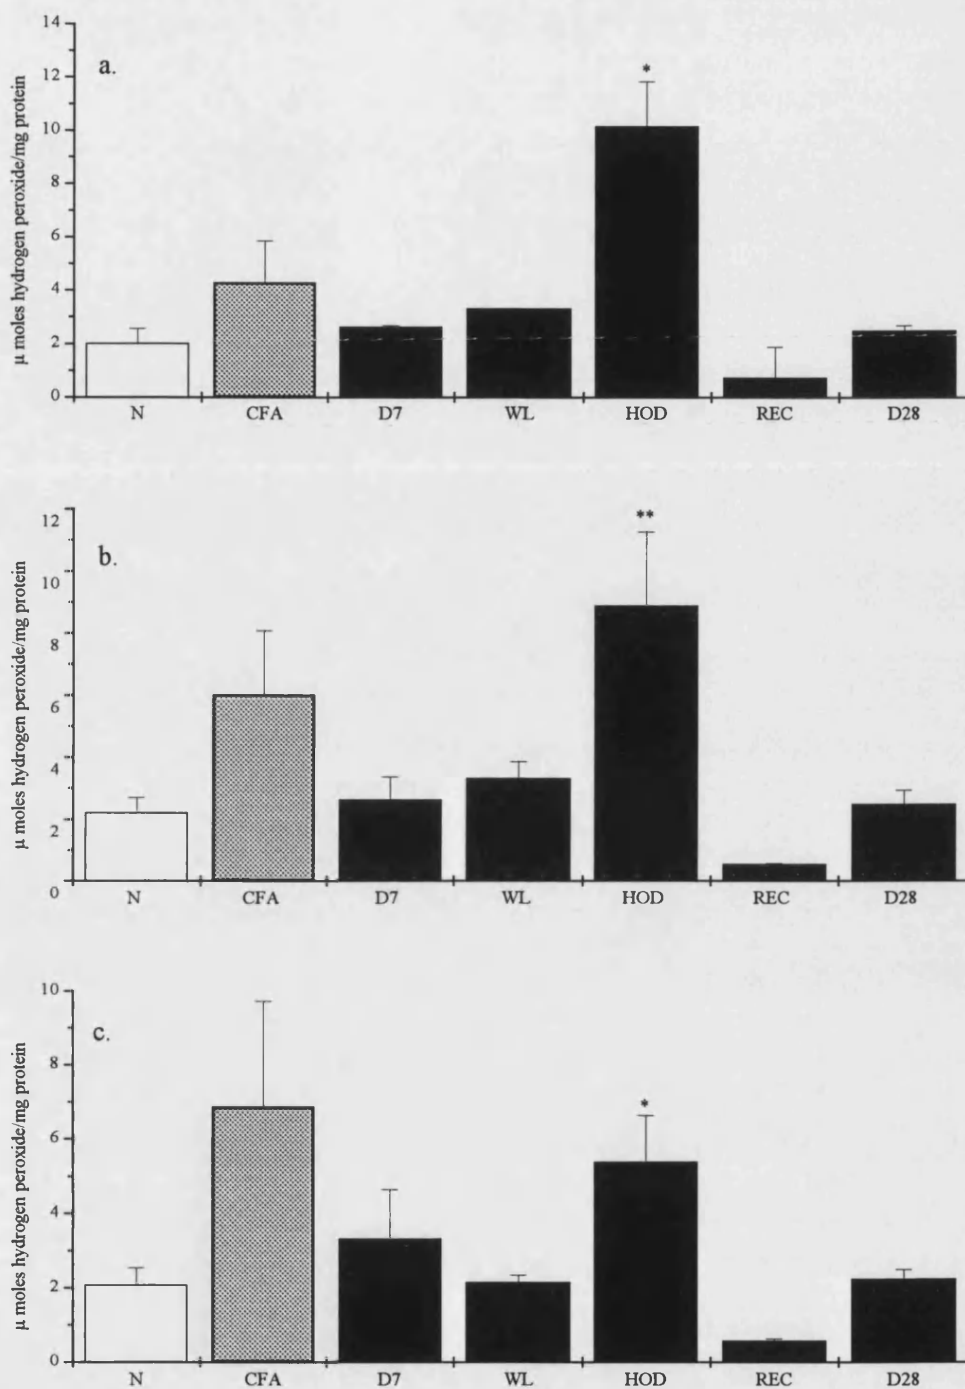 a.
μ moles hydrogen peroxide/mg protein
14
12
10
8
6
4
2
0
*
N CFA D7 WL HOD REC D28
b.
μ moles hydrogen peroxide/mg protein
12
10
8
6
4
2
0
**
N CFA D7 WL HOD REC D28
c.
μ moles hydrogen peroxide/mg protein
10
8
6
4
2
0
*
N CFA D7 WL HOD REC D28